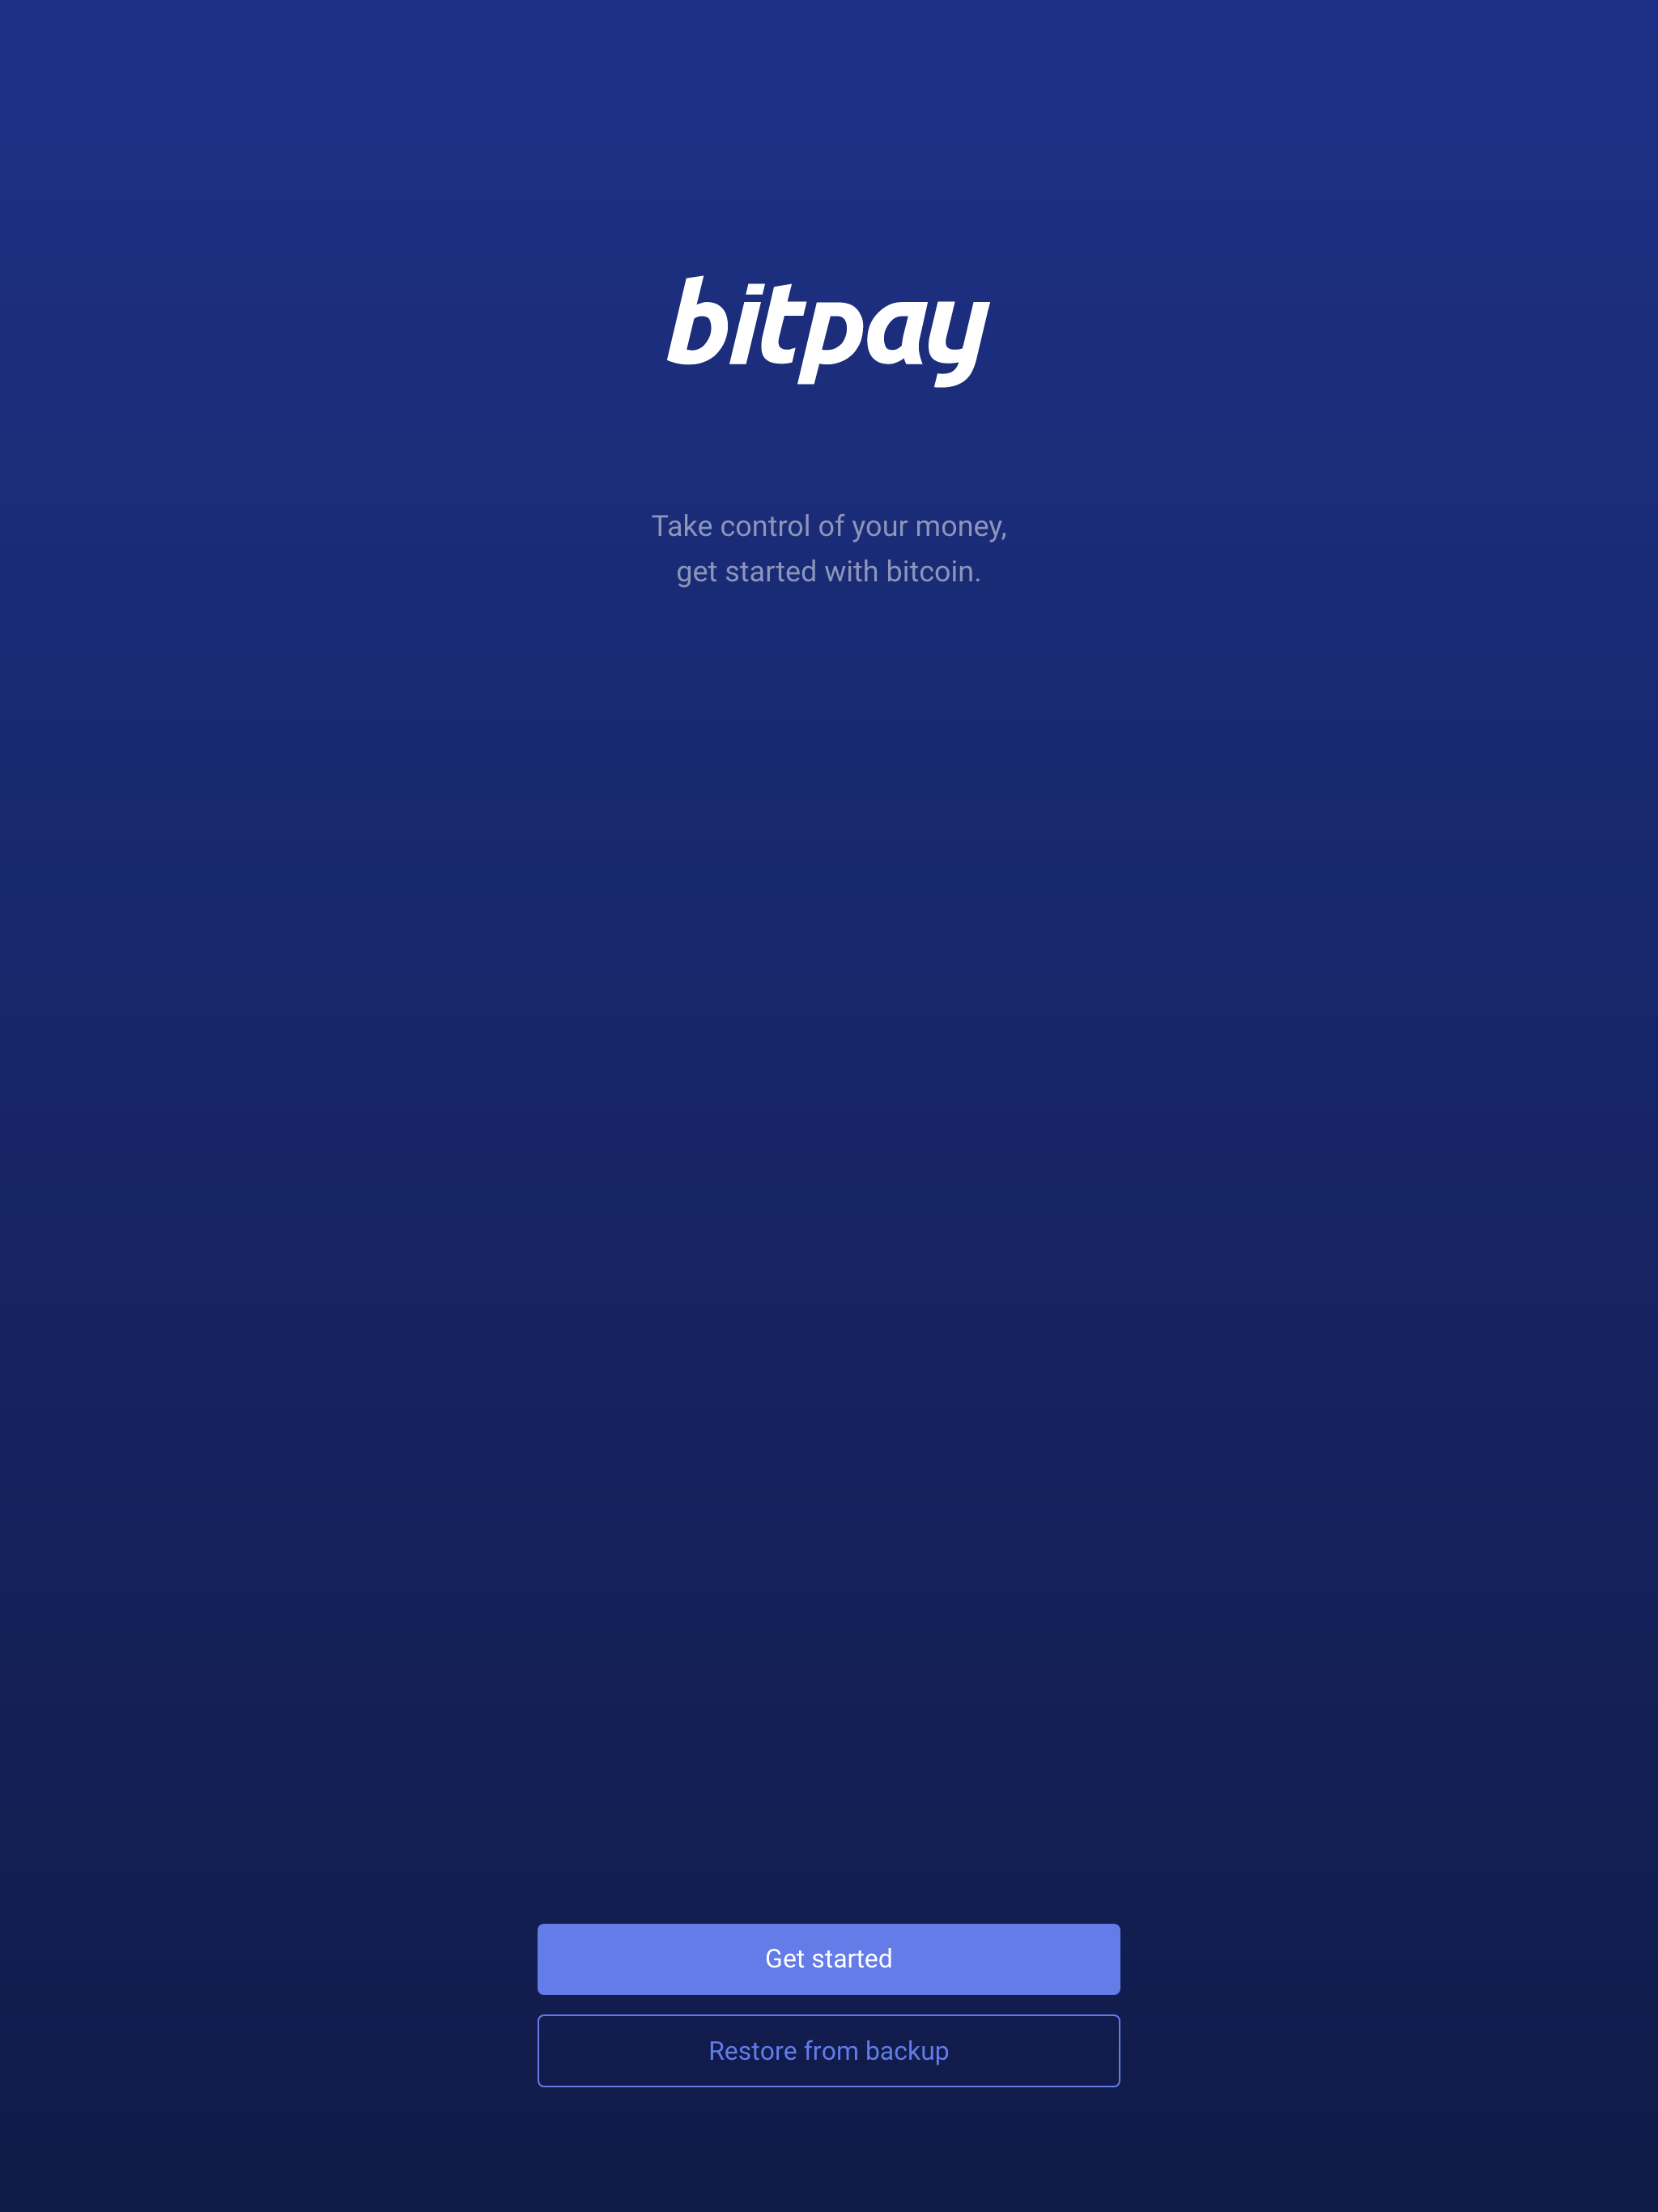 bitpay
Take control of your money,
get started with bitcoin.
Get started
Restore from backup